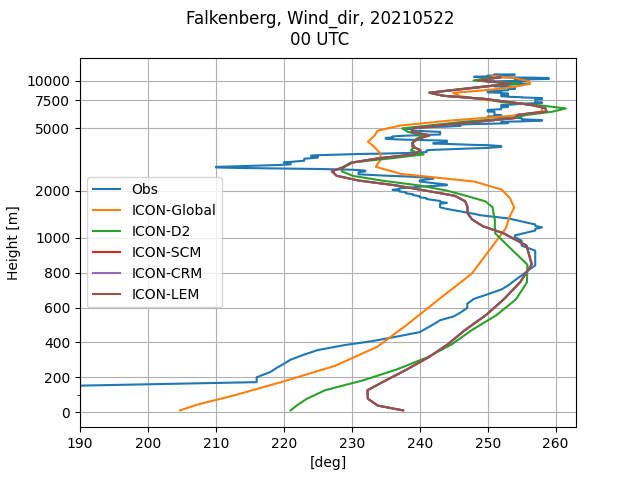 Falkenberg, Wind_dir, 20210522
00 UTC
10000
7500
5000
2000
1000
800
600
400
200
0
Height [m]
Obs
ICON-Global
ICON-D2
ICON-SCM
ICON-CRM
ICON-LEM
190 200 210 220 230 240 250 260
[deg]